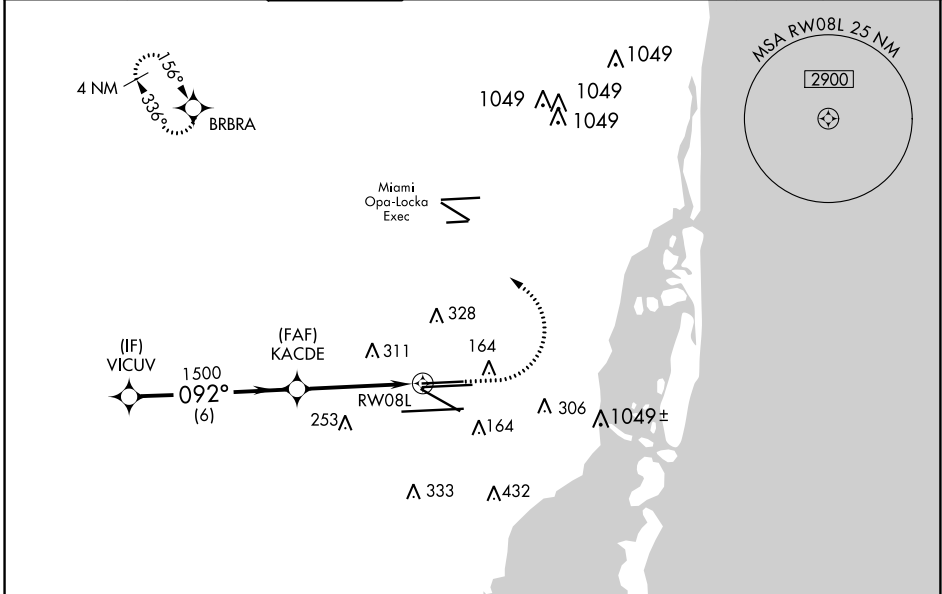 MSA RW08L 25 NM
2900
1049
1049
1049
1049
156°
4 NM
336°
BRBRA
Miami
Opa-Locka
Exec
328
(FAF)
KACDE
(IF)
VICUV
311
164
1500
092°
(6)
RW08L
253
306
1049±
164
333
432